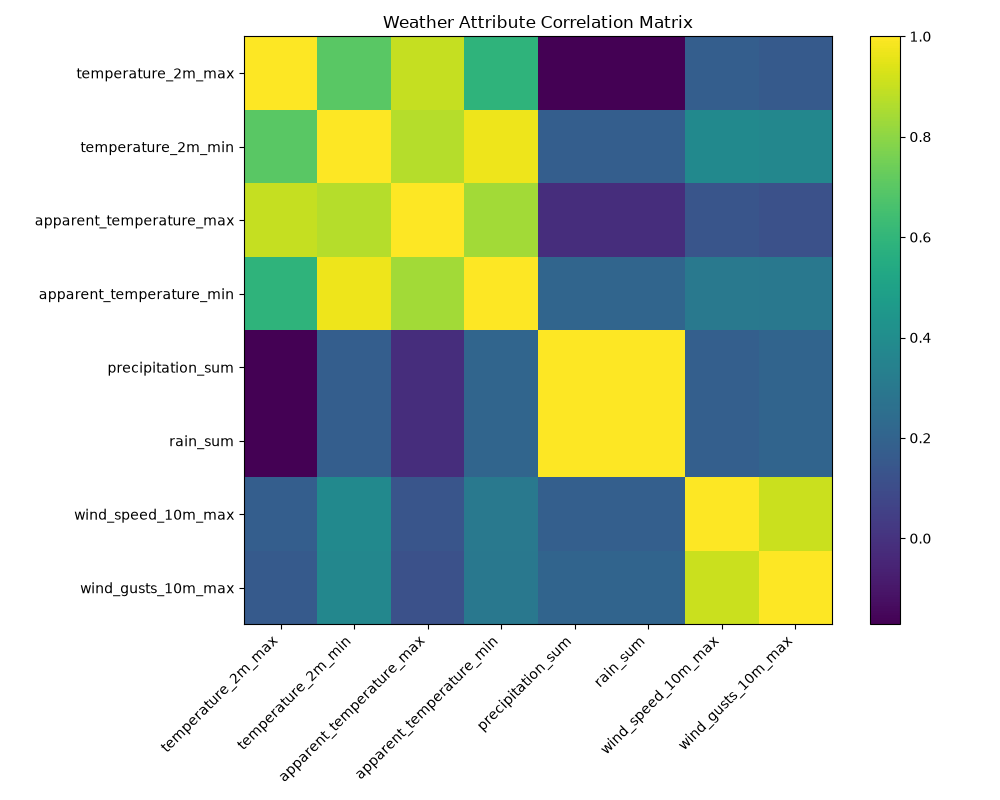 Weather Attribute Correlation Matrix
temperature_2m_max
temperature_2m_min
apparent_temperature_max
apparent_temperature_min
precipitation_sum
rain_sum
wind_speed_10m_max
wind_gusts_10m_max
temperature_2m_max
temperature_2m_min
apparent_temperature_max
apparent_temperature_min
precipitation_sum
rain_sum
wind_speed_10m_max
wind_gusts_10m_max
1.0
0.8
0.6
0.4
0.2
0.0